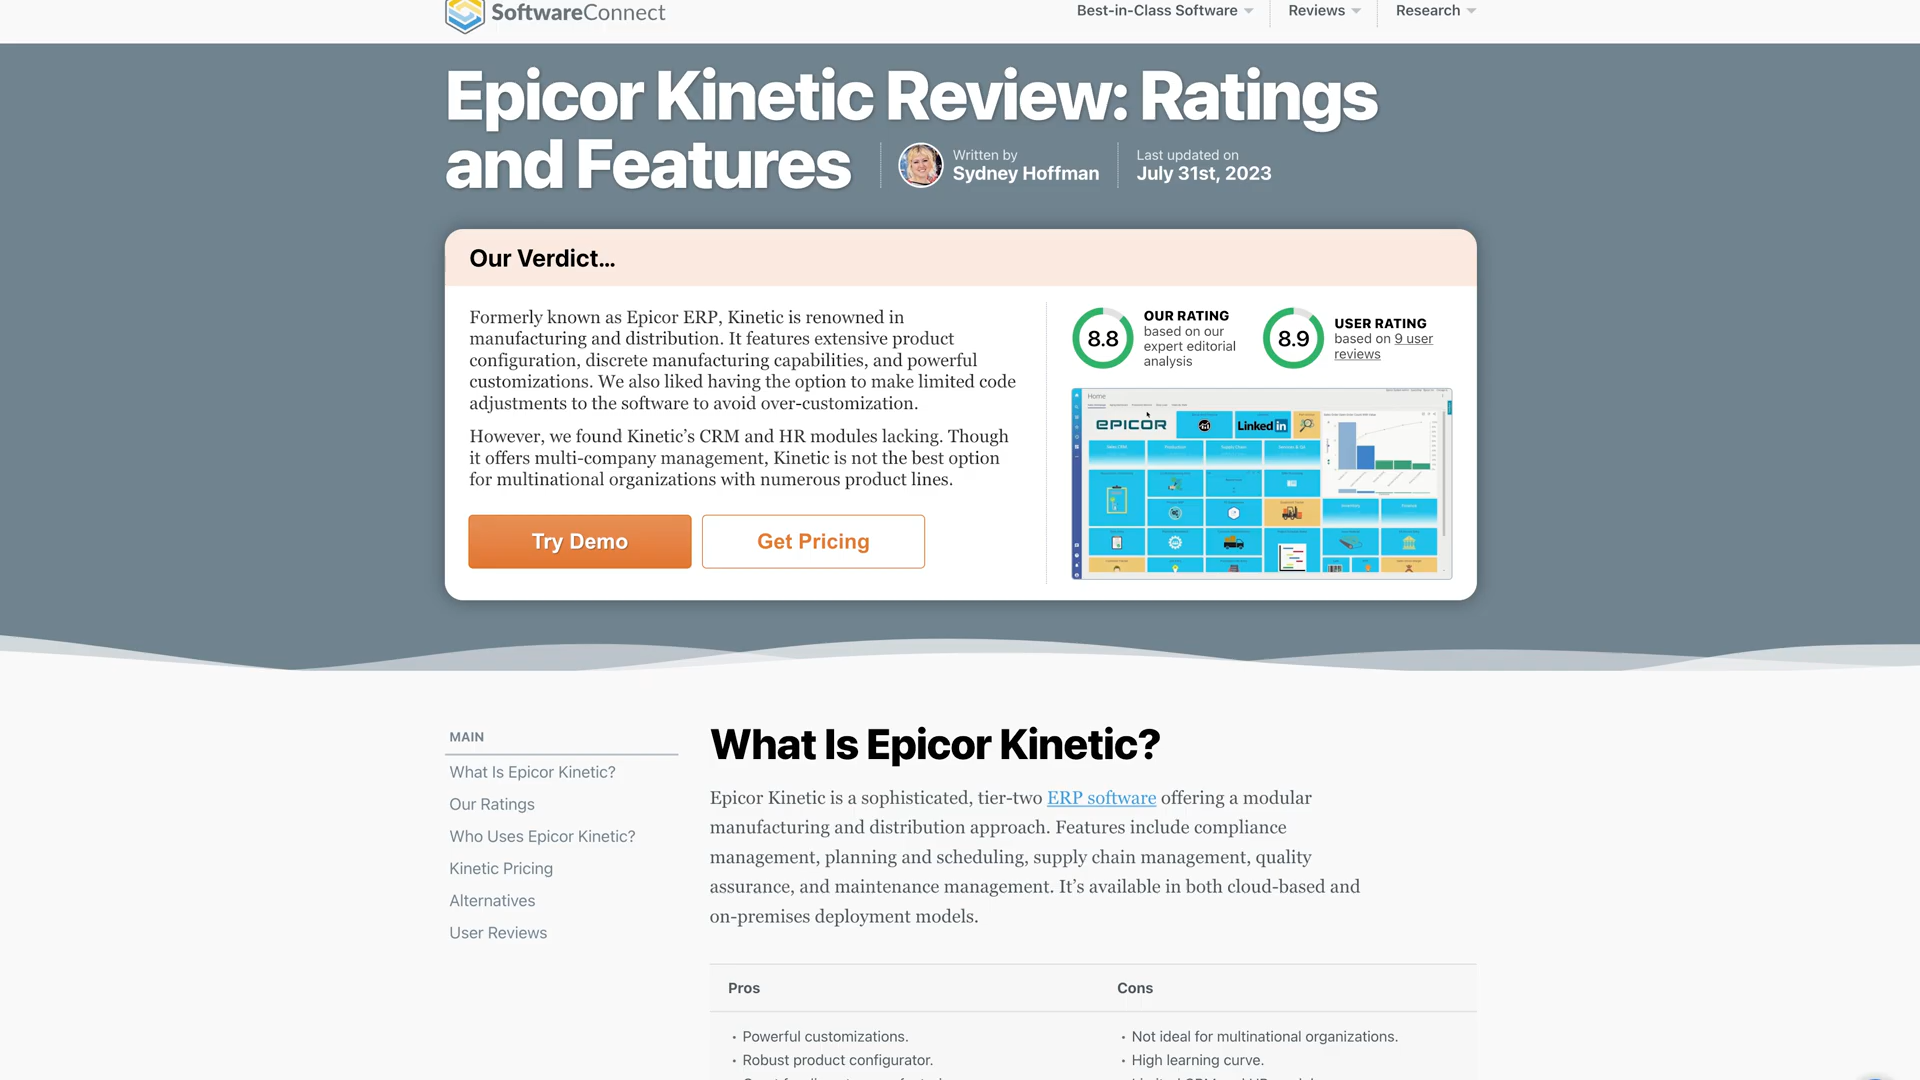 SoftwareConnect
Best-in-Class Software
Reviews
Research
Epicor Kinetic Review: Ratings
and Features
Written by
Sydney Hoffman
Last updated on
July 31st, 2023
Our Verdict...
Formerly known as Epicor ERP, Kinetic is renowned in
manufacturing and distribution. It features extensive product
configuration, discrete manufacturing capabilities, and powerful
customizations. We also liked having the option to make limited code
adjustments to the software to avoid over-customization.
However, we found Kinetic’s CRM and HR modules lacking. Though
it offers multi-company management, Kinetic is not the best option
for multinational organizations with numerous product lines.
Try Demo
Get Pricing
8.8
OUR RATING
based on our
expert editorial
analysis
8.9
USER RATING
based on 9 user
reviews
Home
EPICOR
Linked in
MAIN
What Is Epicor Kinetic?
Our Ratings
Who Uses Epicor Kinetic?
Kinetic Pricing
Alternatives
User Reviews
What Is Epicor Kinetic?
Epicor Kinetic is a sophisticated, tier-two ERP software offering a modular
manufacturing and distribution approach. Features include compliance
management, planning and scheduling, supply chain management, quality
assurance, and maintenance management. It’s available in both cloud-based and
on-premises deployment models.
Pros
Cons
• Powerful customizations.
• Robust product configurator.
• Not ideal for multinational organizations.
• High learning curve.